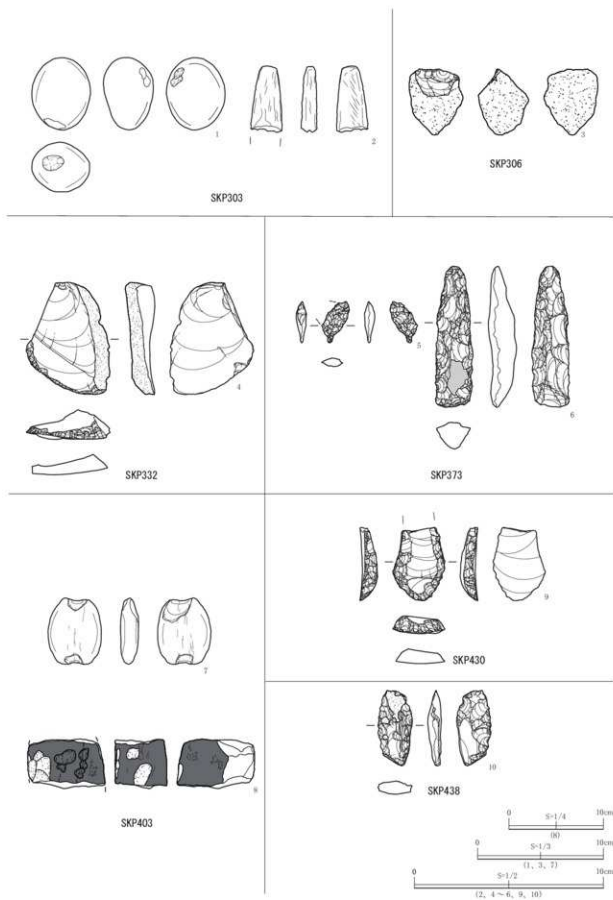 1
2
SKP303
3
SKP306
4
SKP332
5
6
SKP373
7
8
SKP403
9
SKP430
10
SKP438
0 S=1/4 10cm
(8)
0 S=1/3 10cm
(1, 3, 7)
0 S=1/2 10cm
(2, 4～6, 9, 10)